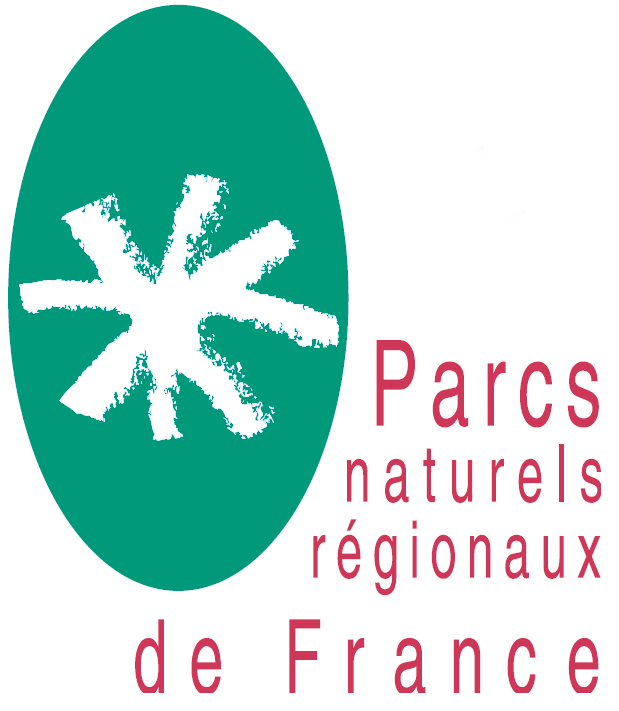 Parcs
naturels
régionaux
de France